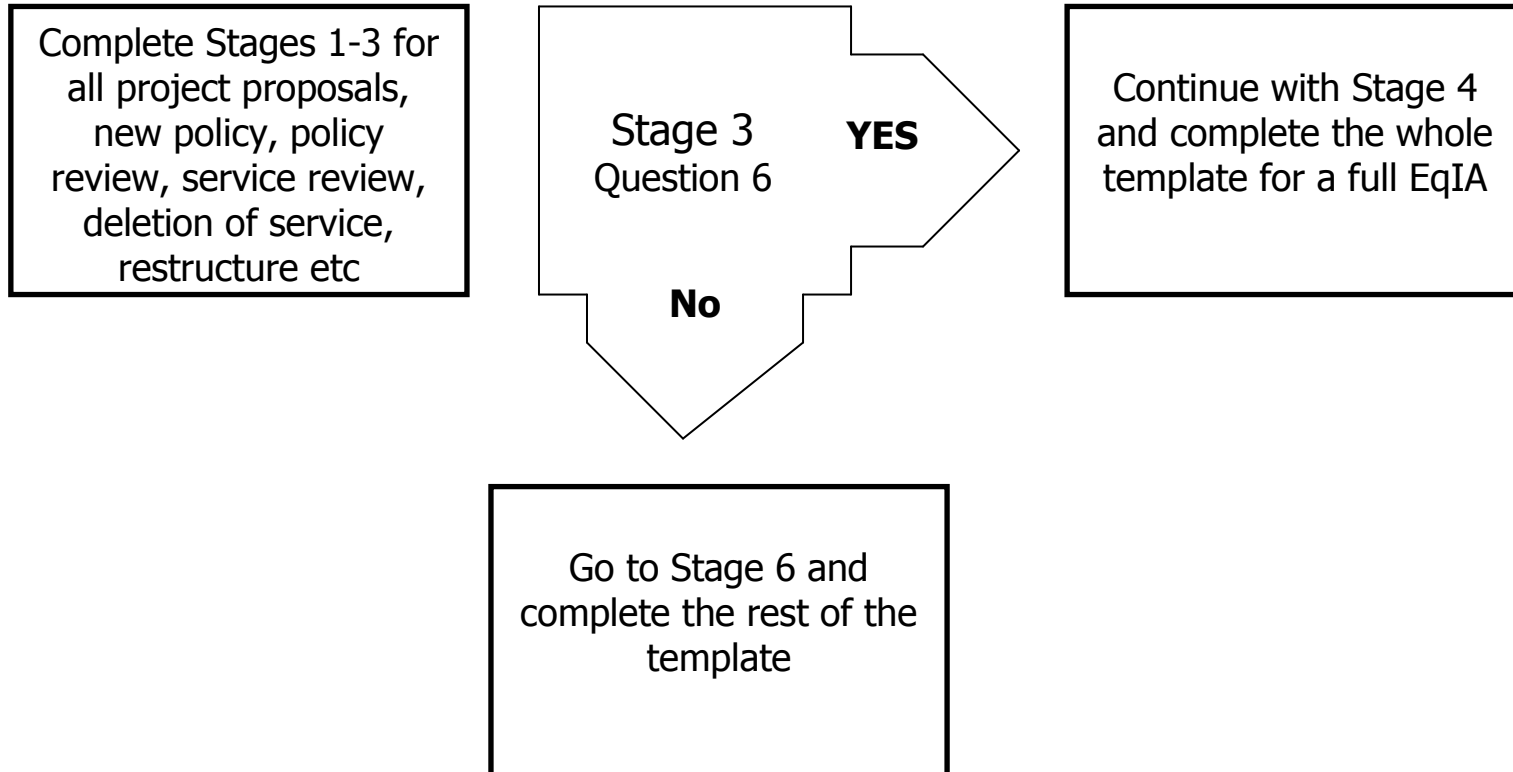 Complete Stages 1-3 for
all project proposals,
new policy, policy
review, service review,
deletion of service,
restructure etc
Stage 3
Question 6
YES
No
Continue with Stage 4
and complete the whole
template for a full EqIA
Go to Stage 6 and
complete the rest of the
template